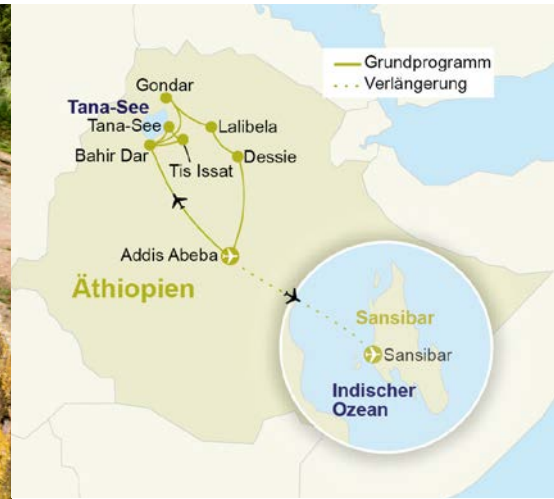 Grundprogramm
Verlängerung
Gondar
Tana-See
Tana-See
Lalibela
Bahir Dar
Dessie
Tis Issat
Addis Abeba
Äthiopien
Sansibar
Sansibar
Indischer
Ozean